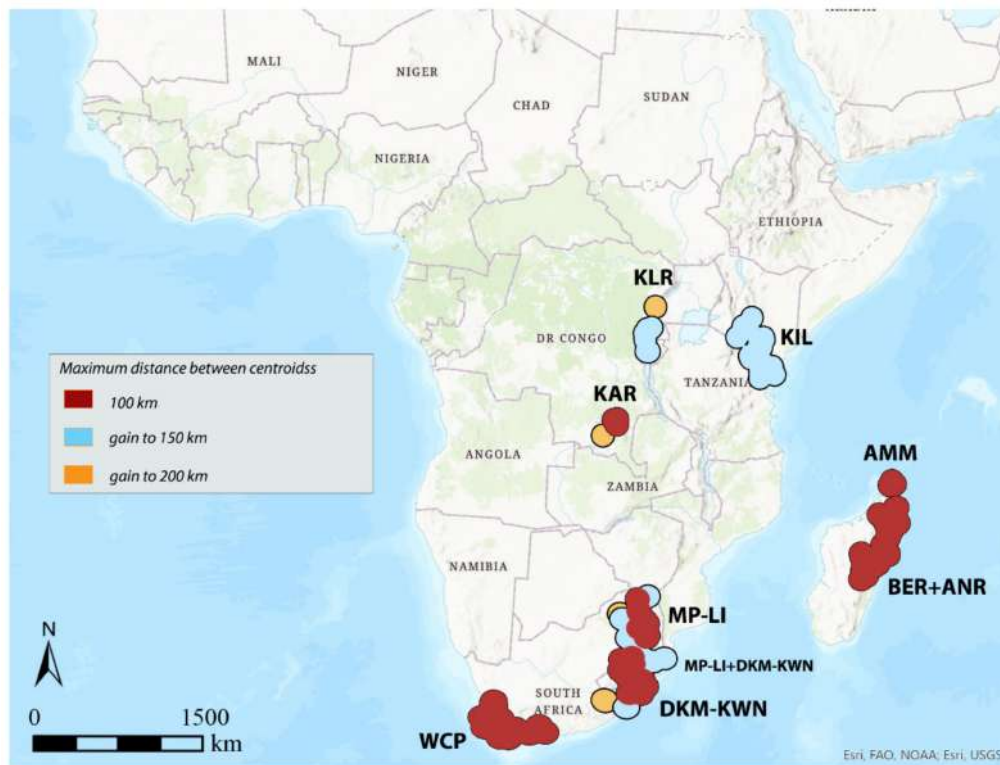 MALI
NIGER
CHAD
SUDAN
NIGERIA
ETHIOPIA
KLR
DR CONGO
KIL
TANZANIA
Maximum distance between centroidss
100 km
gain to 150 km
gain to 200 km
KAR
ANGOLA
ZAMBIA
AMM
NAMIBIA
BER+ANR
MP-LI
MP-LI+DKM-KWN
N
SOUTH
AFRICA
DKM-KWN
0 1500
km
WCP
Esri, FAO, NOAA; Esri, USGS